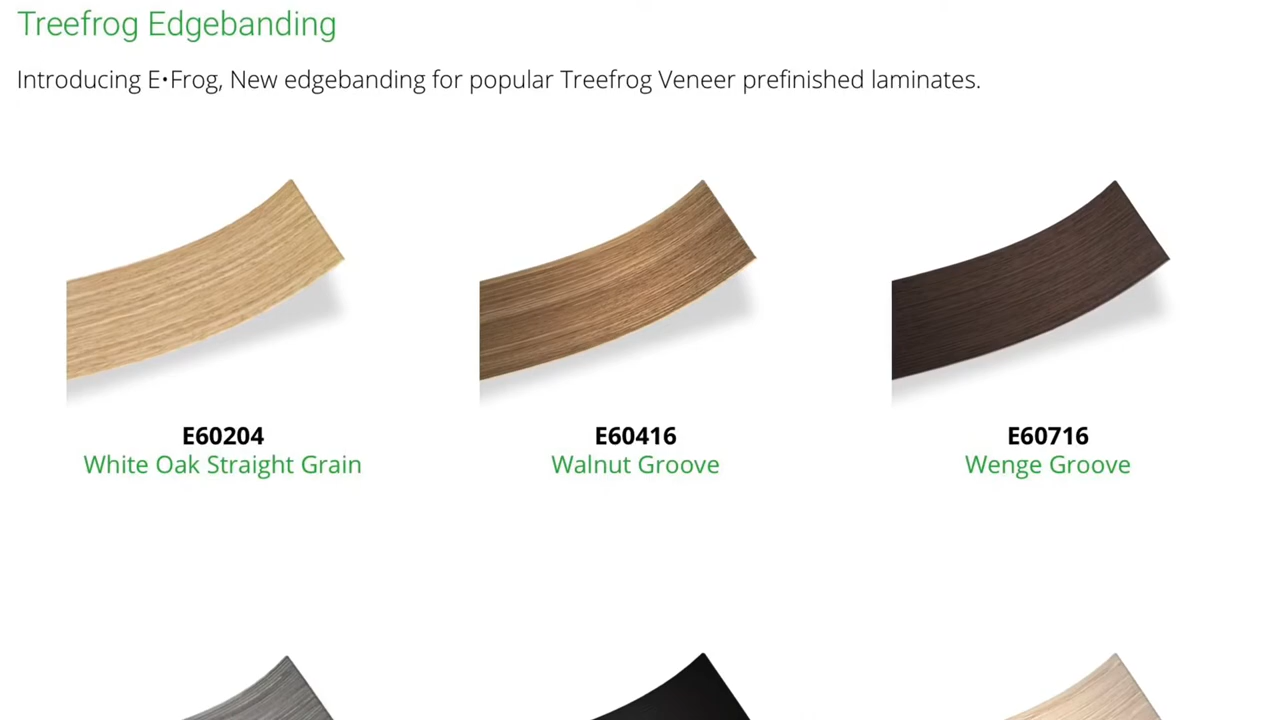 Treefrog Edgebanding
Introducing E•Frog, New edgebanding for popular Treefrog Veneer prefinished laminates.
E60204
White Oak Straight Grain
E60416
Walnut Groove
E60716
Wenge Groove